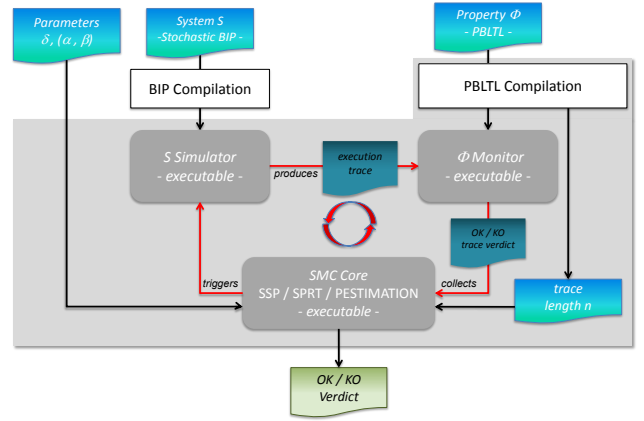 Parameters
δ, (α, β)
System S
-Stochastic BIP -
Property Φ
- PBLTL -
BIP Compilation
PBLTL Compilation
S Simulator
- executable -
produces
execution
trace
Φ Monitor
- executable -
OK / KO
trace verdict
triggers
SMC Core
SSP / SPRT / PESTIMATION
- executable -
collects
trace
length n
OK / KO
Verdict